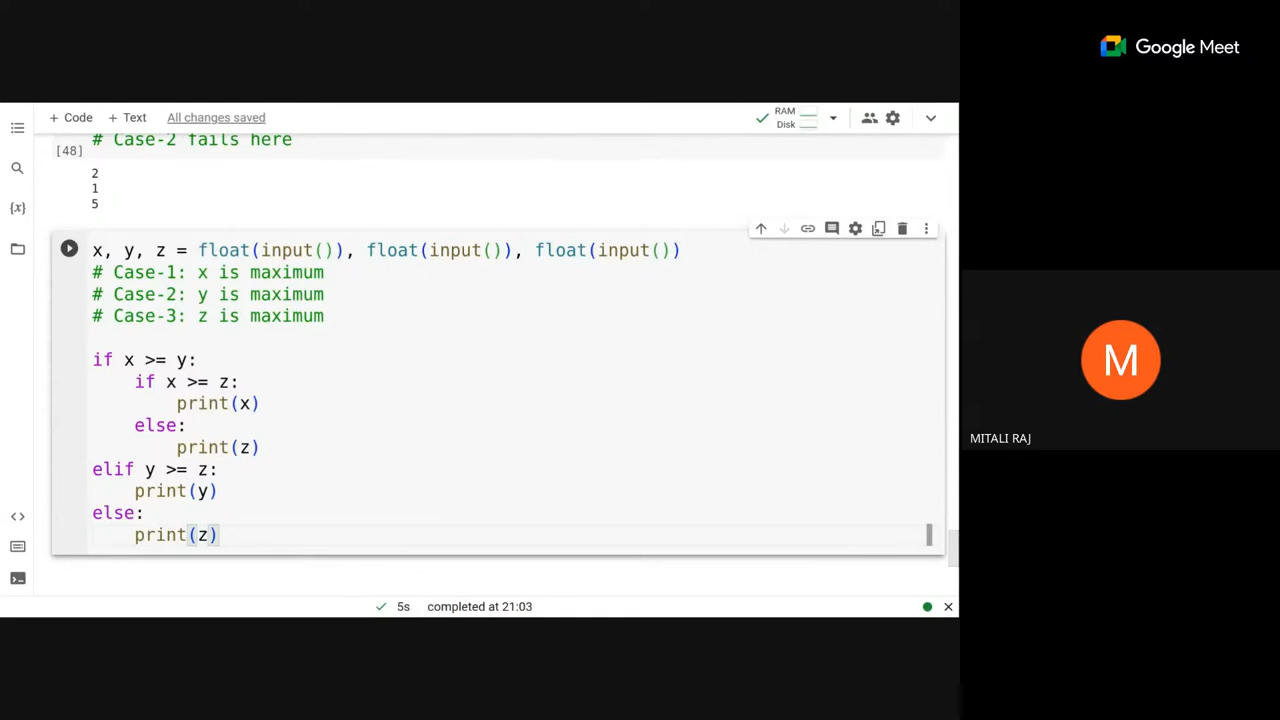 Google Meet
+ Code + Text All changes saved RAM
Disk
# Case-2 fails here
[48]
2
1
5
{x}
x, y, z = float(input()), float(input()), float(input())
# Case-1: x is maximum
# Case-2: y is maximum
# Case-3: z is maximum
if x >= y:
    if x >= z:
        print(x)
    else:
        print(z)
elif y >= z:
    print(y)
else:
    print(z)
M
MITALI RAJ
5s completed at 21:03